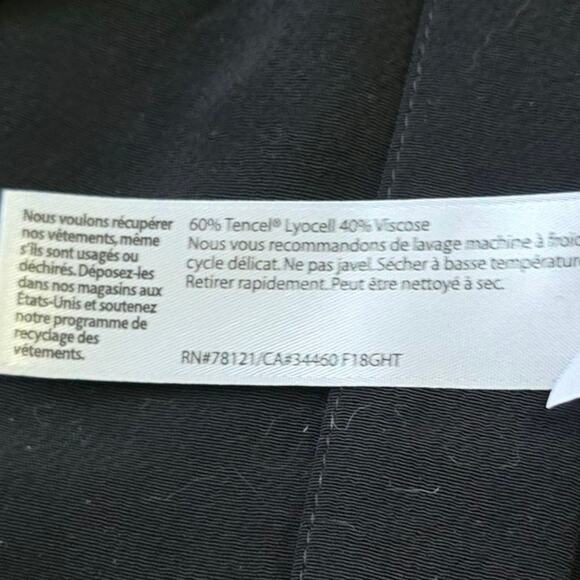 Nous voulons récupérer
nos vêtements, même
s'ils sont usagés ou
déchirés. Déposez-les
dans nos magasins aux
États-Unis et soutenez
notre programme de
recyclage des
vêtements.
60% Tencel® Lyocell 40% Viscose
Nous vous recommandons de lavage machine à froid
cycle délicat. Ne pas javel. Sécher à basse températur
Retirer rapidement. Peut être nettoyé à sec.
RN#78121/CA#34460 F18GHT